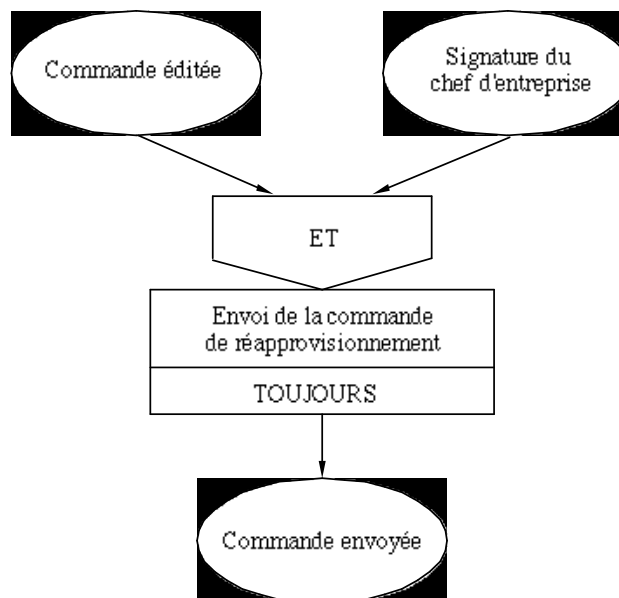 Commande éditée
Signature du
chef d'entreprise
ET
Envoi de la commande
de réapprovisionnement
TOUJOURS
Commande envoyée